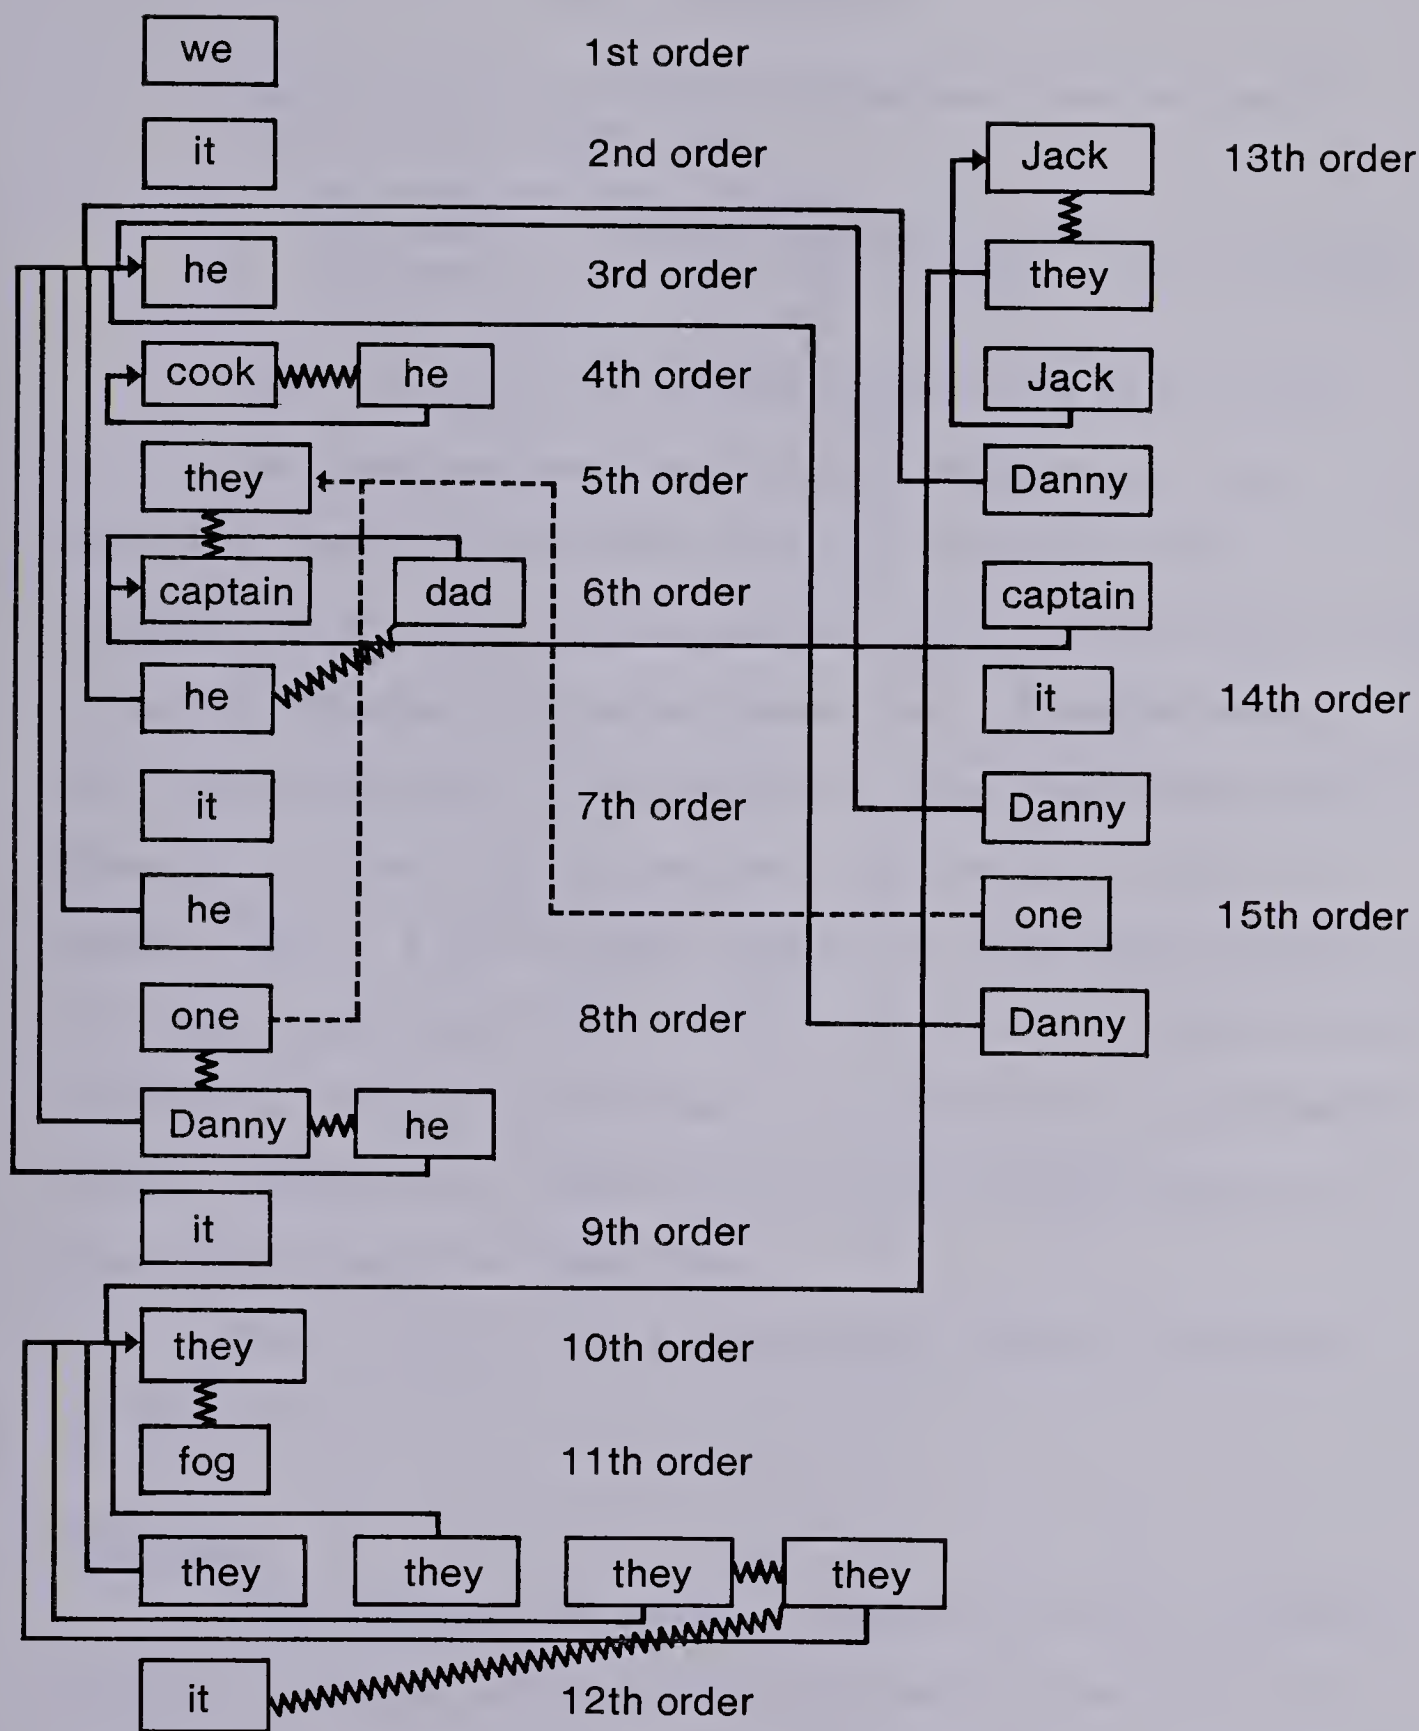 we 1st order
it 2nd order
he 3rd order
cook he 4th order
they 5th order
captain dad 6th order
he
it 7th order
he
one 8th order
Danny he
it 9th order
they 10th order
fog 11th order
they they they they
it 12th order
Jack 13th order
they
Jack
Danny
captain
it 14th order
Danny
one 15th order
Danny